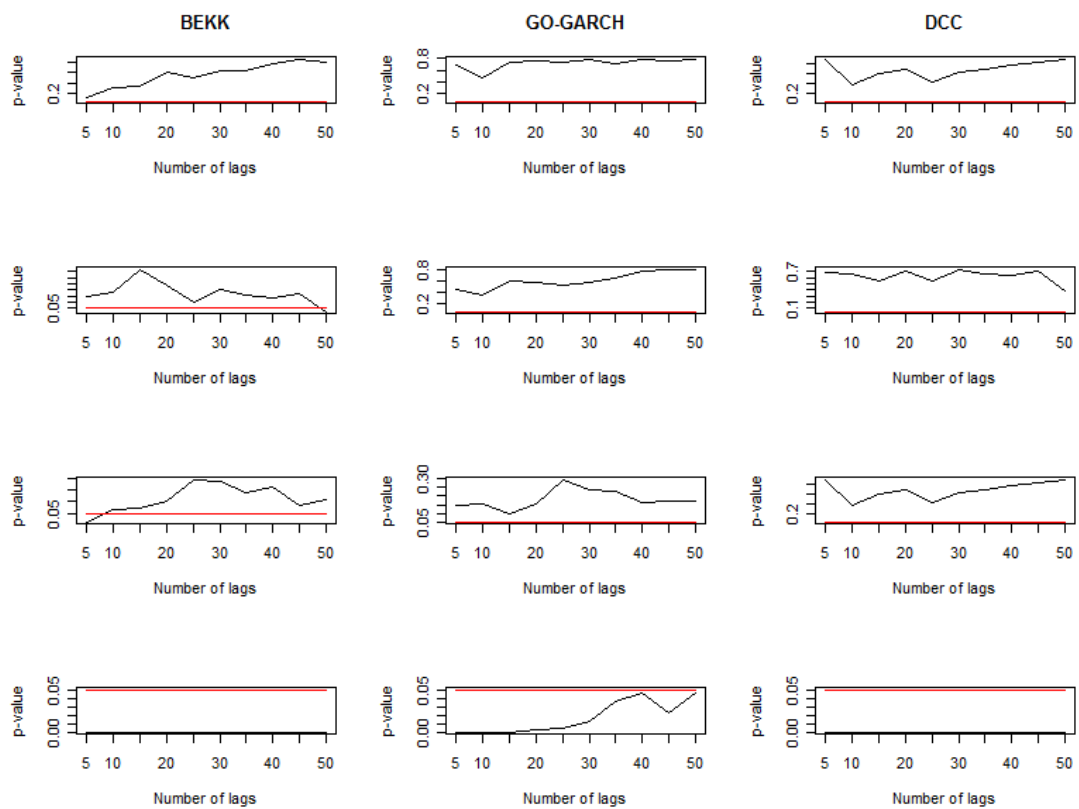 BEKK GO-GARCH DCC
p-value 0.2 p-value 0.2 0.8 p-value 0.2
5 10 20 30 40 50 5 10 20 30 40 50 5 10 20 30 40 50
Number of lags Number of lags Number of lags
p-value 0.05 p-value 0.2 0.8 p-value 0.1 0.7
5 10 20 30 40 50 5 10 20 30 40 50 5 10 20 30 40 50
Number of lags Number of lags Number of lags
p-value 0.05 p-value 0.05 0.30 p-value 0.2
5 10 20 30 40 50 5 10 20 30 40 50 5 10 20 30 40 50
Number of lags Number of lags Number of lags
p-value 0.00 0.05 p-value 0.00 0.05 p-value 0.00 0.05
5 10 20 30 40 50 5 10 20 30 40 50 5 10 20 30 40 50
Number of lags Number of lags Number of lags